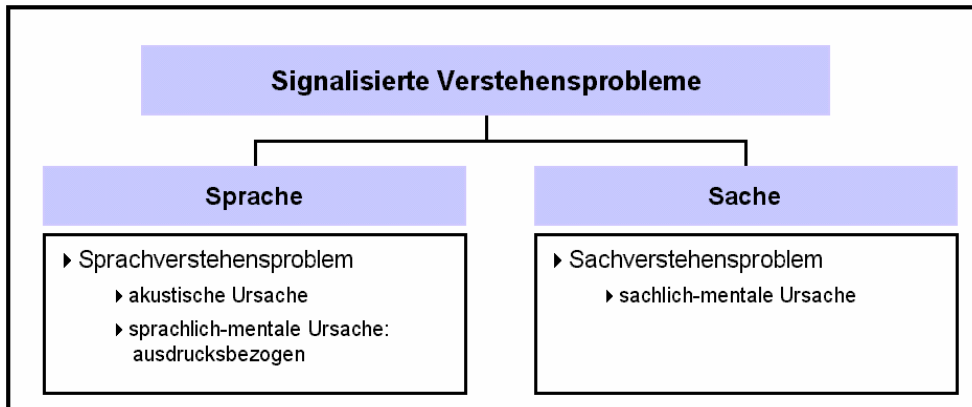 Signalisierte Verstehensprobleme
Sprache
Sprachverstehensproblem
akustische Ursache
sprachlich-mentale Ursache:
ausdrucksbezogen
Sache
Sachverstehensproblem
sachlich-mentale Ursache